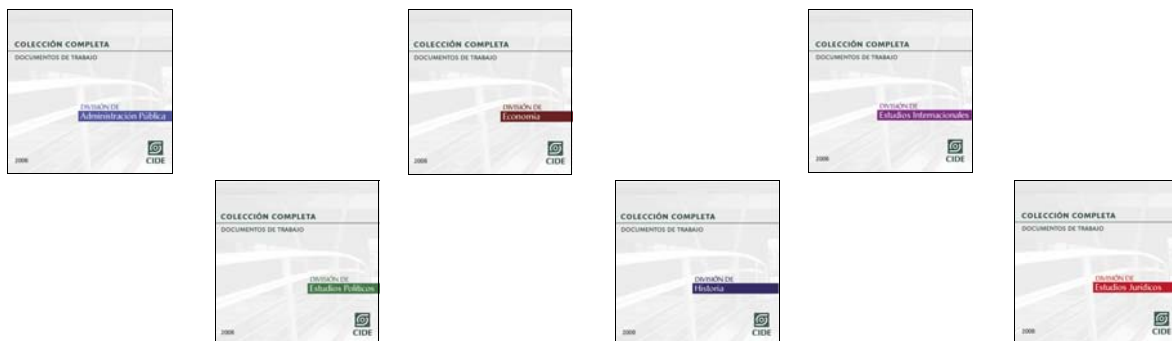 COLECCIÓN COMPLETA
DOCUMENTOS DE TRABAJO
DIVISIÓN DE
Administración Pública
2008
CIDE
COLECCIÓN COMPLETA
DOCUMENTOS DE TRABAJO
DIVISIÓN DE
Economía
2008
CIDE
COLECCIÓN COMPLETA
DOCUMENTOS DE TRABAJO
DIVISIÓN DE
Estudios Internacionales
2008
CIDE
COLECCIÓN COMPLETA
DOCUMENTOS DE TRABAJO
DIVISIÓN DE
Estudios Políticos
2008
CIDE
COLECCIÓN COMPLETA
DOCUMENTOS DE TRABAJO
DIVISIÓN DE
Historia
2008
CIDE
COLECCIÓN COMPLETA
DOCUMENTOS DE TRABAJO
DIVISIÓN DE
Estudios Jurídicos
2008
CIDE